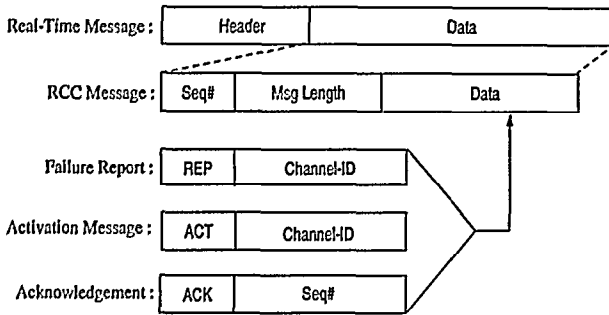 Real-Time Message : Header Data
RCC Message : Seq# Msg Length Data
Failure Report : REP Channel-ID
Activation Message : ACT Channel-ID
Acknowledgement : ACK Seq#